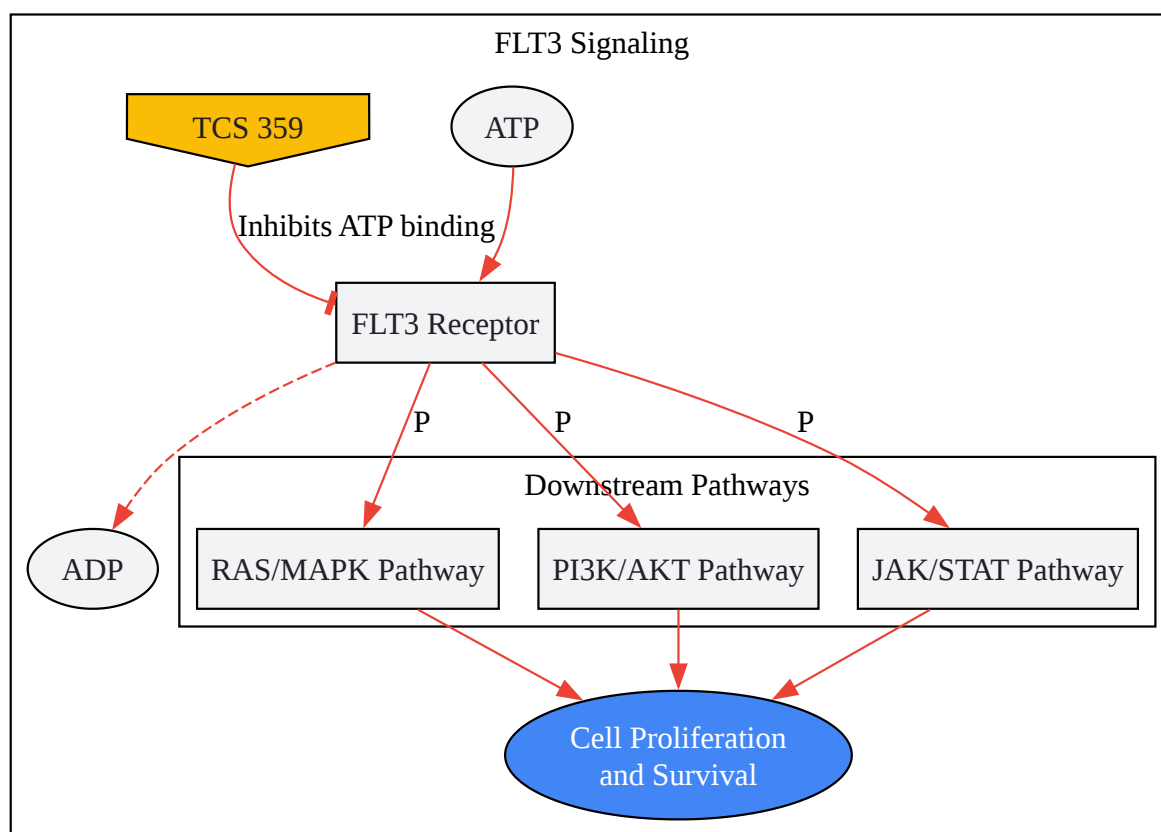 FLT3 Signaling
TCS 359
ATP
Inhibits ATP binding
FLT3 Receptor
P
P
P
Downstream Pathways
ADP
RAS/MAPK Pathway
PI3K/AKT Pathway
JAK/STAT Pathway
Cell Proliferation
and Survival